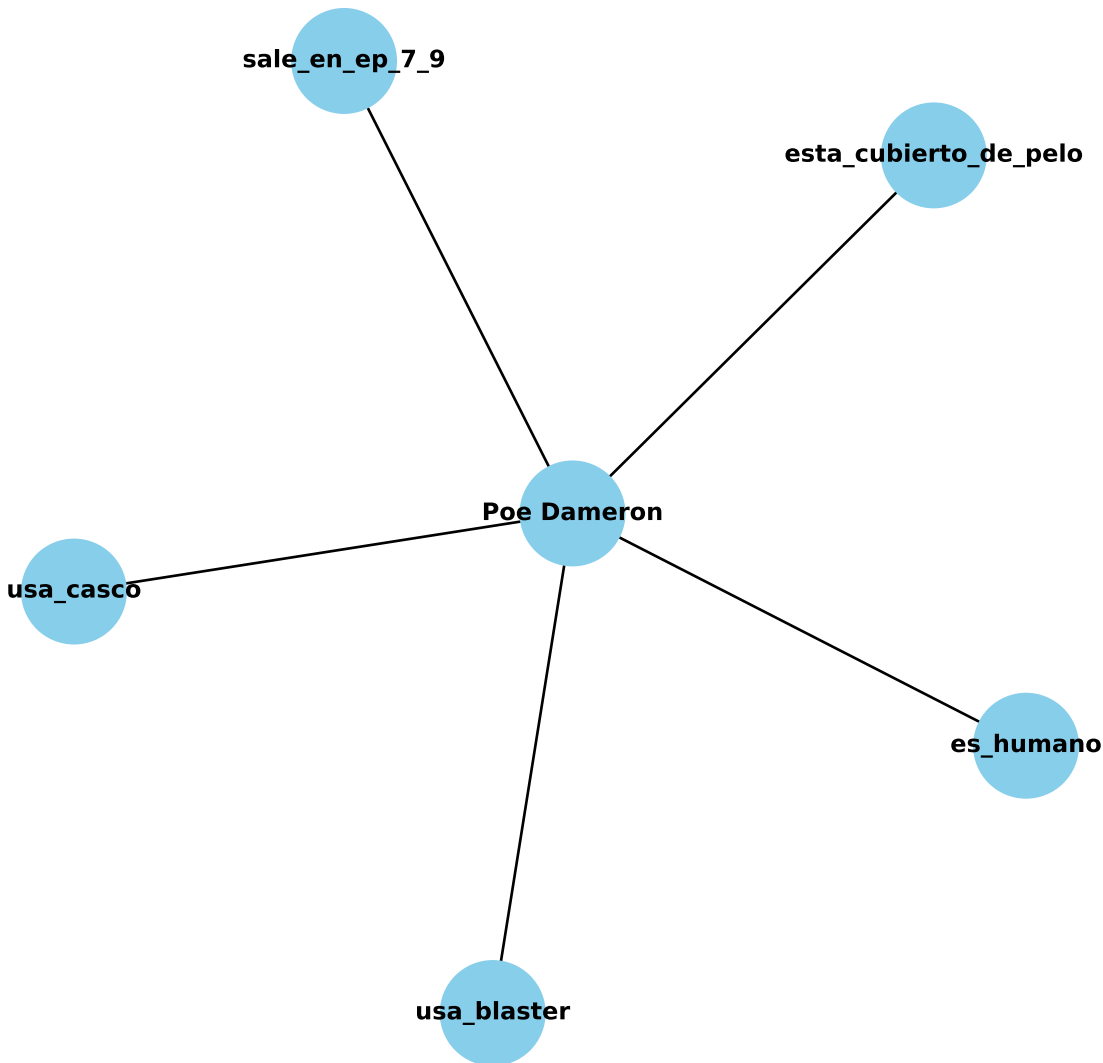 sale_en_ep_7_9
esta_cubierto_de_pelo
Poe Dameron
usa_casco
es_humano
usa_blaster